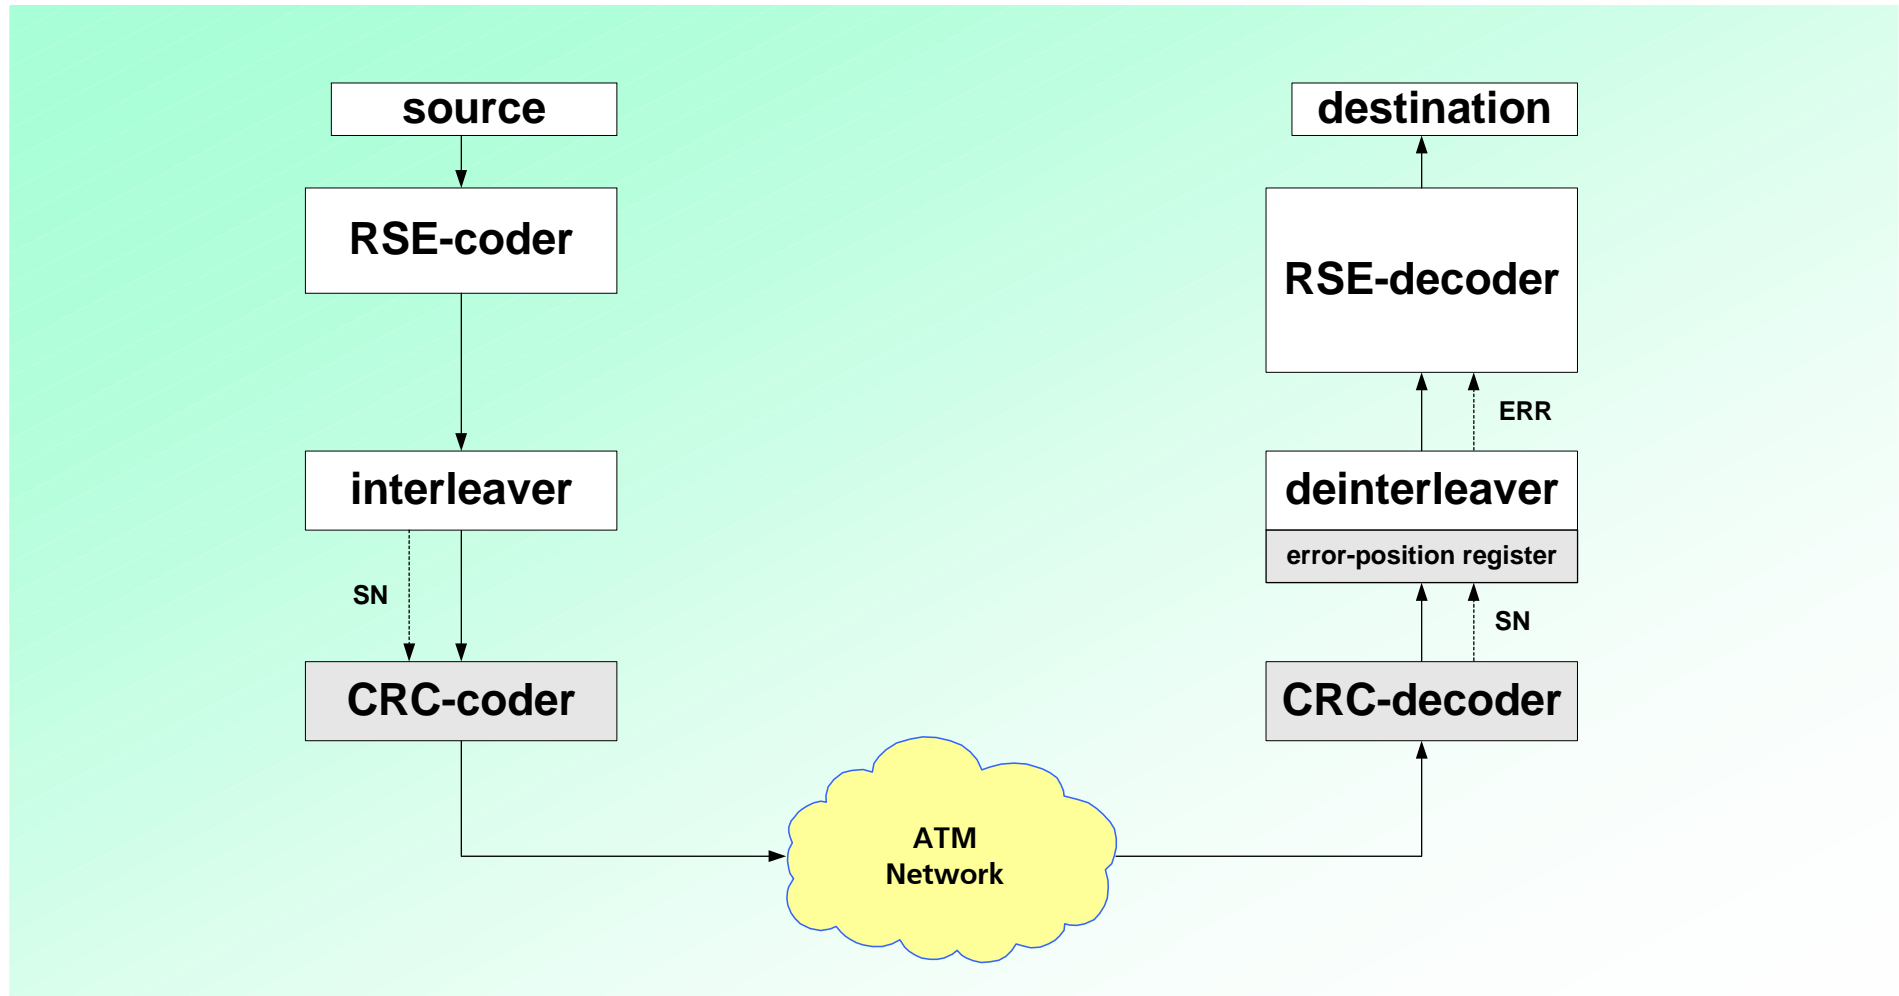 source
RSE-coder
interleaver
SN
CRC-coder
ATM
Network
destination
RSE-decoder
ERR
deinterleaver
error-position register
SN
CRC-decoder